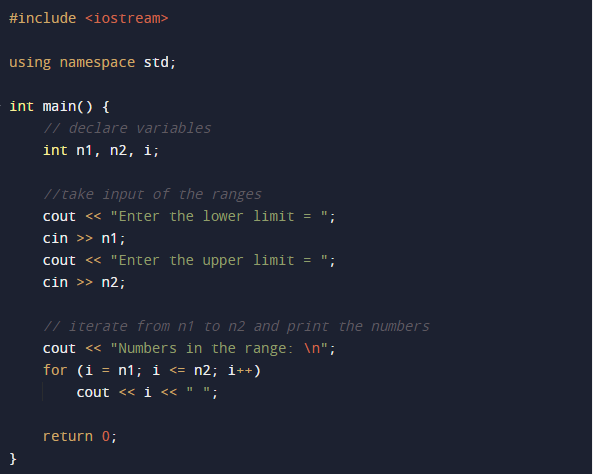 #include <iostream>
using namespace std;
int main() {
// declare variables
int n1, n2, i;
//take input of the ranges
cout << "Enter the lower limit = ";
cin >> n1;
cout << "Enter the upper limit = ";
cin >> n2;
// iterate from n1 to n2 and print the numbers
cout << "Numbers in the range: \n";
for (i = n1; i <= n2; i++)
cout << i << " ";
return 0;
}